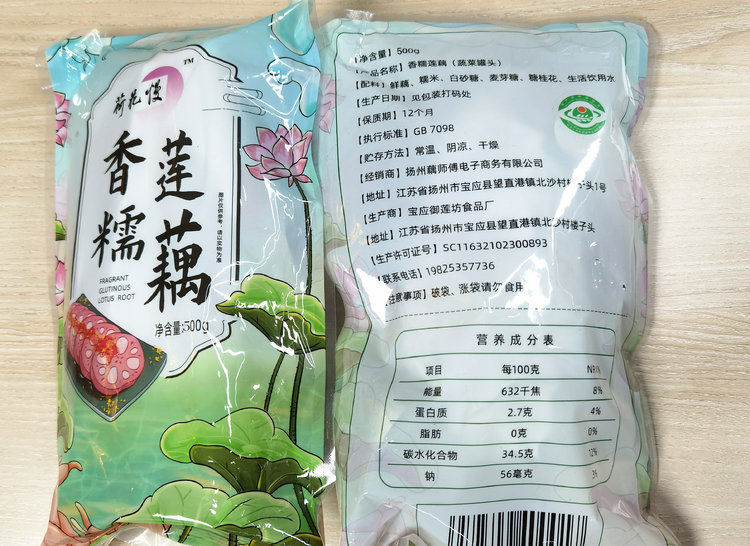 荷花慢
TM
香糯
莲藕
FRAGRANT
GLUTINOUS
LOTUS ROOT
净含量:500g
图片仅供参考,请以实物为准
【净含量】500g
【产品名称】香糯莲藕(蔬菜罐头)
【配料】鲜藕、糯米、白砂糖、麦芽糖、糖桂花、生活饮用水
【生产日期】见包装打码处
【保质期】12个月
【执行标准】GB 7098
【贮存方法】常温、阴凉、干燥
【经销商】扬州藕师傅电子商务有限公司
【地址】江苏省扬州市宝应县望直港镇北沙村 子头1号
【生产商】宝应御莲坊食品厂
【地址】江苏省扬州市宝应县望直港镇北沙村楼子头
【生产许可证号】SC11632102300893
【联系电话】19825357736
注意事项】破袋、涨袋请勿食用
营养成分表
项目 每100克 NRV%
能量 632千焦 8%
蛋白质 2.7克 4%
脂肪 0克 0%
碳水化合物 34.5克 12%
钠 56毫克 3%